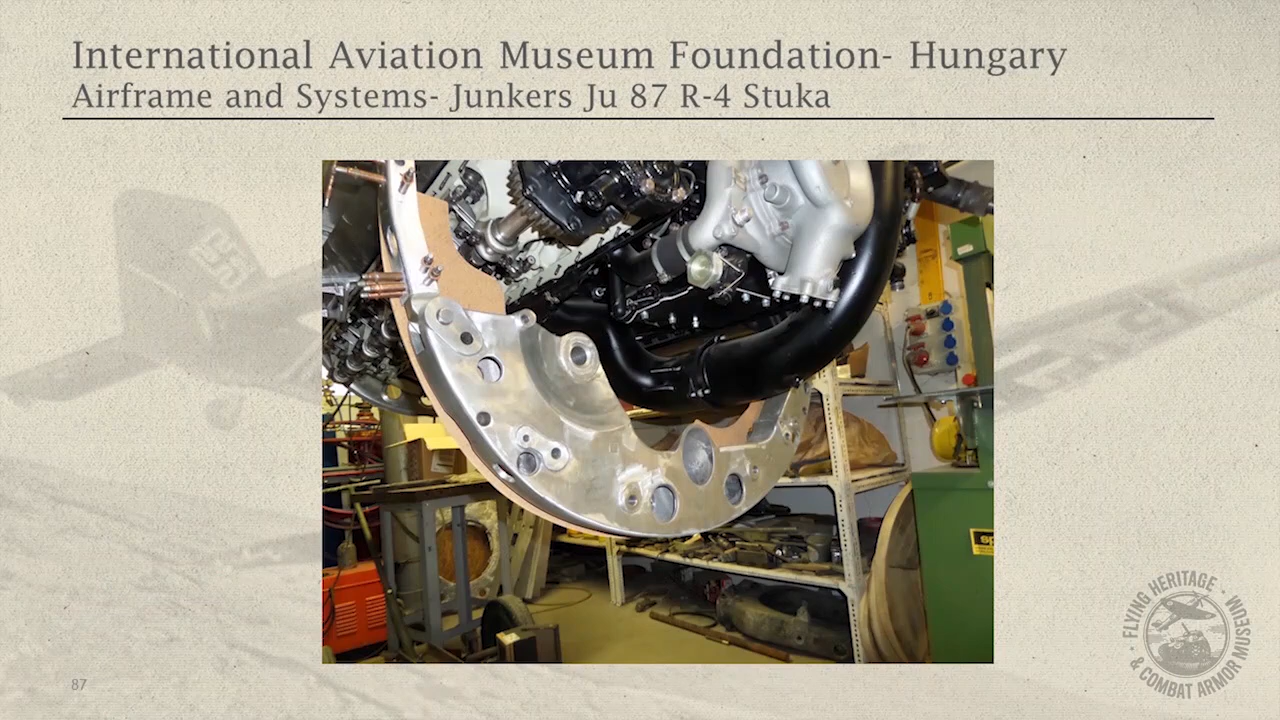 International Aviation Museum Foundation- Hungary
Airframe and Systems- Junkers Ju 87 R-4 Stuka
87
FLYING HERITAGE
& COMBAT ARMOR MUSEUM